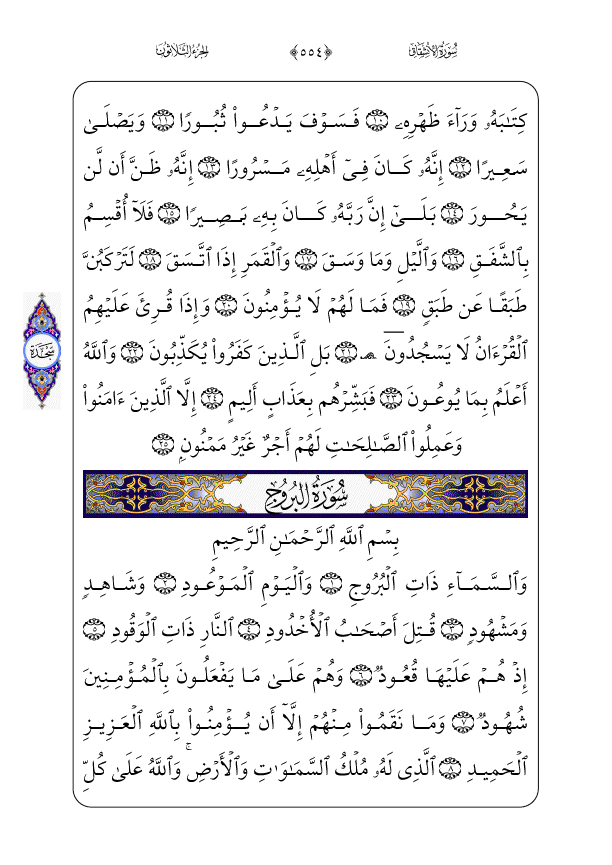 سُورَةُ الِانْشِقَاقِ ﴿٥٥٤﴾ الجُزْءُ الثَّلَاثُونَ
كِتَٰبَهُۥ وَرَآءَ ظَهْرِهِۦ ١٠ فَسَوْفَ يَدْعُوا۟ ثُبُورًا ١١ وَيَصْلَىٰ
سَعِيرًا ١٢ إِنَّهُۥ كَانَ فِىٓ أَهْلِهِۦ مَسْرُورًا ١٣ إِنَّهُۥ ظَنَّ أَن لَّن
يَحُورَ ١٤ بَلَىٰٓ إِنَّ رَبَّهُۥ كَانَ بِهِۦ بَصِيرًا ١٥ فَلَآ أُقْسِمُ
بِٱلشَّفَقِ ١٦ وَٱلَّيْلِ وَمَا وَسَقَ ١٧ وَٱلْقَمَرِ إِذَا ٱتَّسَقَ ١٨ لَتَرْكَبُنَّ
طَبَقًا عَن طَبَقٍ ١٩ فَمَا لَهُمْ لَا يُؤْمِنُونَ ٢٠ وَإِذَا قُرِئَ عَلَيْهِمُ
ٱلْقُرْءَانُ لَا يَسْجُدُونَ ۩ ٢١ بَلِ ٱلَّذِينَ كَفَرُوا۟ يُكَذِّبُونَ ٢٢ وَٱللَّهُ
سَجْدَة
أَعْلَمُ بِمَا يُوعُونَ ٢٣ فَبَشِّرْهُم بِعَذَابٍ أَلِيمٍ ٢٤ إِلَّا ٱلَّذِينَ ءَامَنُوا۟
وَعَمِلُوا۟ ٱلصَّٰلِحَٰتِ لَهُمْ أَجْرٌ غَيْرُ مَمْنُونٍۭ ٢٥
سُورَةُ البُرُوجِ
بِسْمِ ٱللَّهِ ٱلرَّحْمَٰنِ ٱلرَّحِيمِ
وَٱلسَّمَآءِ ذَاتِ ٱلْبُرُوجِ ١ وَٱلْيَوْمِ ٱلْمَوْعُودِ ٢ وَشَاهِدٍ
وَمَشْهُودٍ ٣ قُتِلَ أَصْحَٰبُ ٱلْأُخْدُودِ ٤ ٱلنَّارِ ذَاتِ ٱلْوَقُودِ ٥
إِذْ هُمْ عَلَيْهَا قُعُودٌ ٦ وَهُمْ عَلَىٰ مَا يَفْعَلُونَ بِٱلْمُؤْمِنِينَ
شُهُودٌ ٧ وَمَا نَقَمُوا۟ مِنْهُمْ إِلَّآ أَن يُؤْمِنُوا۟ بِٱللَّهِ ٱلْعَزِيزِ
ٱلْحَمِيدِ ٨ ٱلَّذِى لَهُۥ مُلْكُ ٱلسَّمَٰوَٰتِ وَٱلْأَرْضِ ۚ وَٱللَّهُ عَلَىٰ كُلِّ